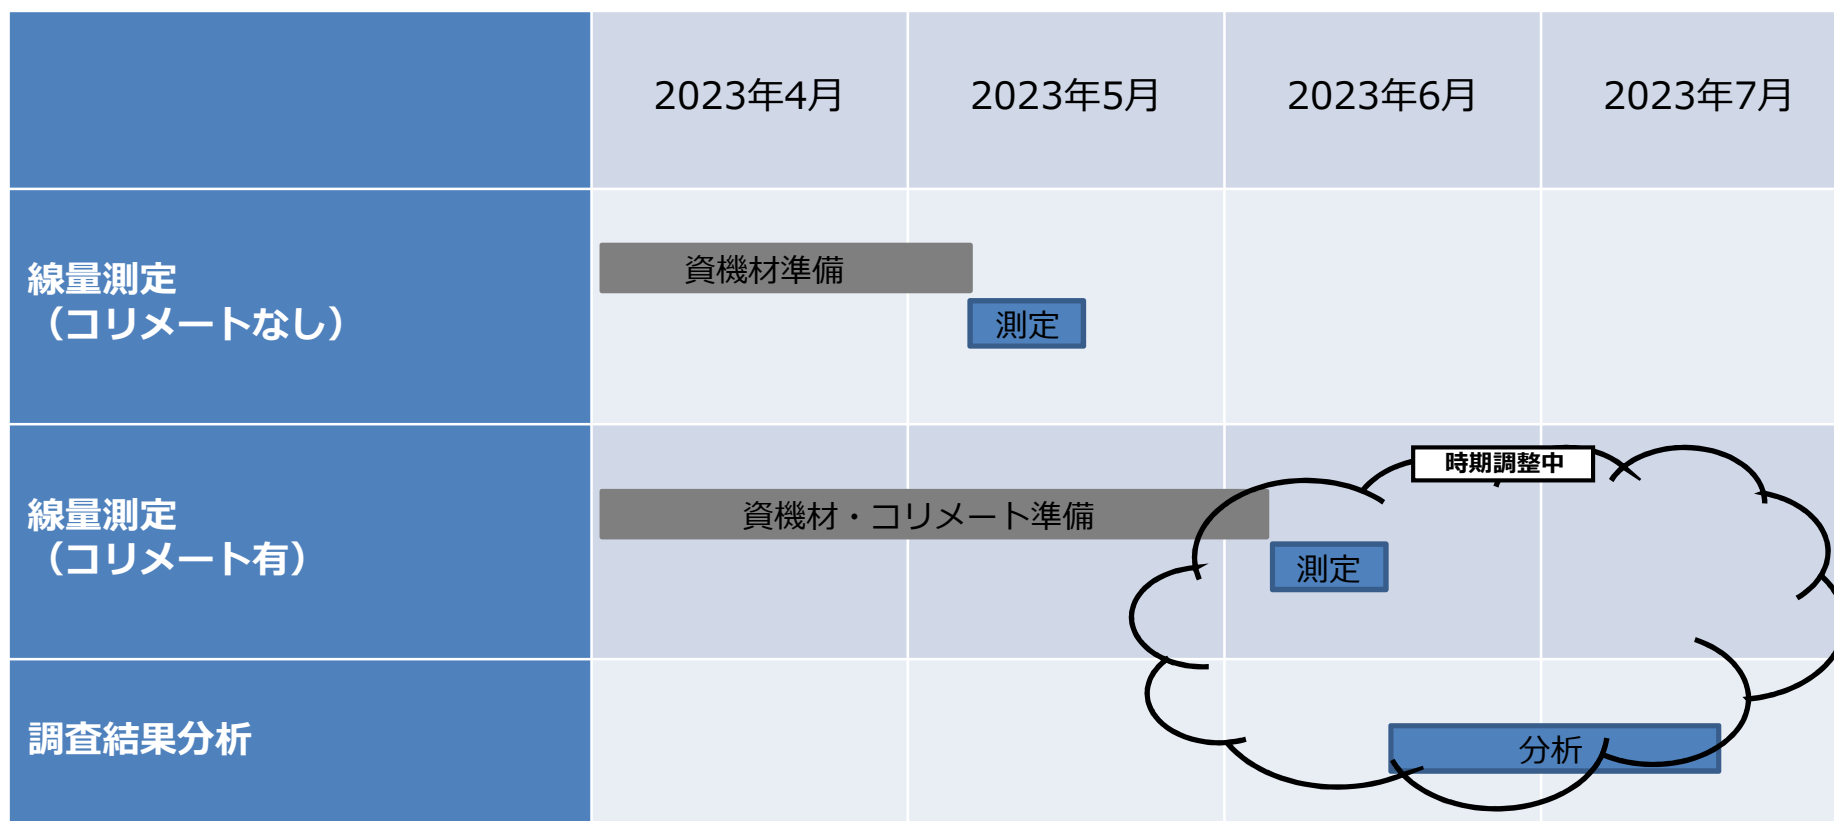 2023年4月
2023年5月
2023年6月
2023年7月
線量測定
（コリメートなし）
資機材準備
測定
線量測定
（コリメート有）
時期調整中
資機材・コリメート準備
測定
調査結果分析
分析